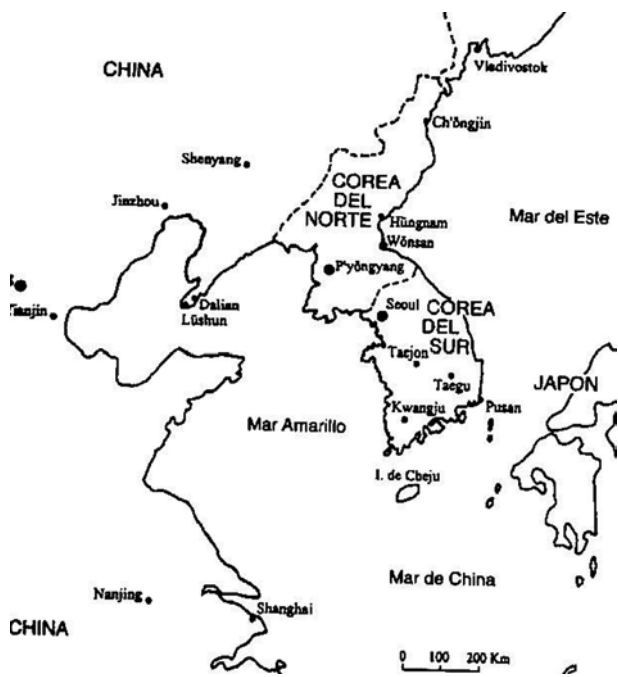 CHINA
Vladivostok
Ch'ŏngjin
Shenyang
COREA
DEL
NORTE
Jinzhou
Hŭngnam
Mar del Este
Wŏnsan
P'yŏngyang
Dalian
Lüshun
Seoul
COREA
DEL
SUR
Taejon
Taegu
JAPON
Kwangju
Pusan
Mar Amarillo
I. de Cheju
Mar de China
Nanjing
Shanghai
CHINA
0 100 200 Km